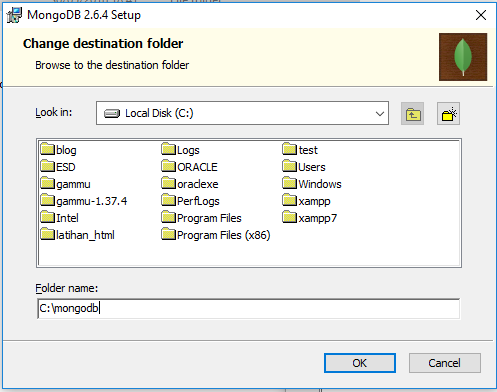 MongoDB 2.6.4 Setup
Change destination folder
Browse to the destination folder
Look in:
Local Disk (C:)
blog Logs test
ESD ORACLE Users
gammu oraclexe Windows
gammu-1.37.4 PerfLogs xampp
Intel Program Files xampp7
latihan_html Program Files (x86)
Folder name:
C:\mongodb
OK Cancel